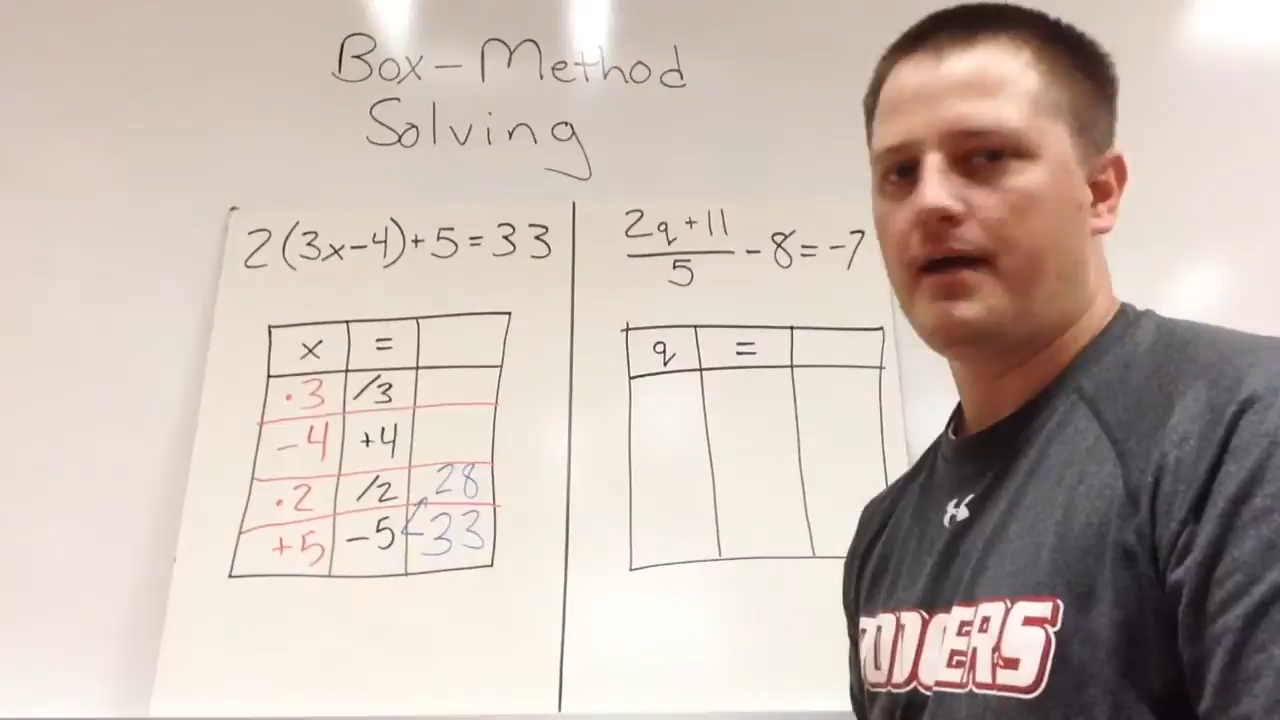 Box-Method
Solving
2(3x-4)+5=33
x =
·3 /3
-4 +4
·2 /2 28
+5 -5 33
2q+11
5
-8=-7
q =